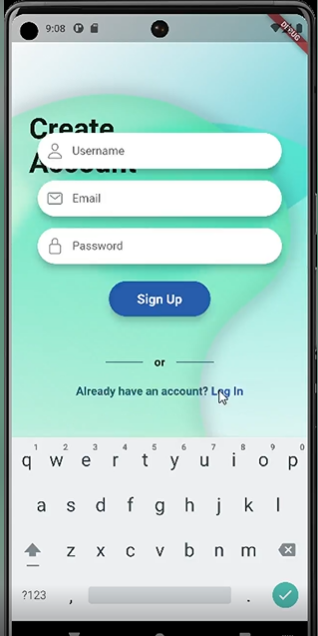 9:08
DEBUG
Create
Account
Username
Email
Password
Sign Up
or
Already have an account? Log In
1 2 3 4 5 6 7 8 9 0
q w e r t y u i o p
a s d f g h j k l
z x c v b n m
?123 , .